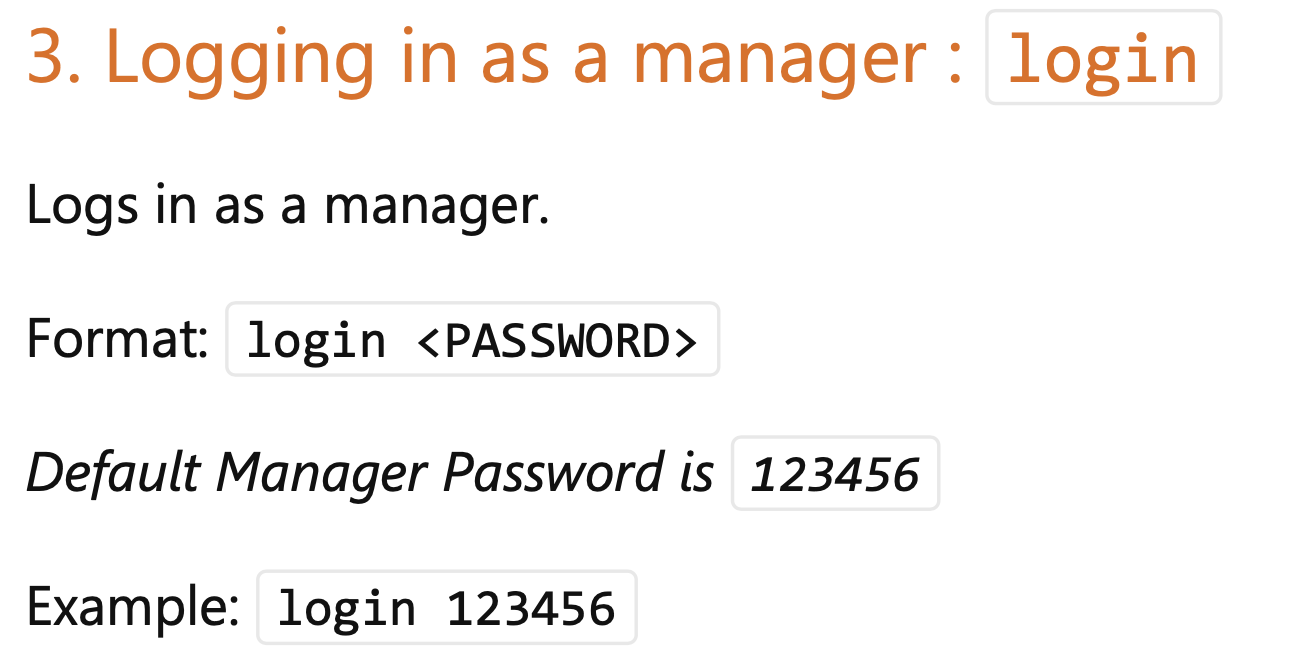 3. Logging in as a manager : login
Logs in as a manager.
Format: login <PASSWORD>
Default Manager Password is 123456
Example: login 123456